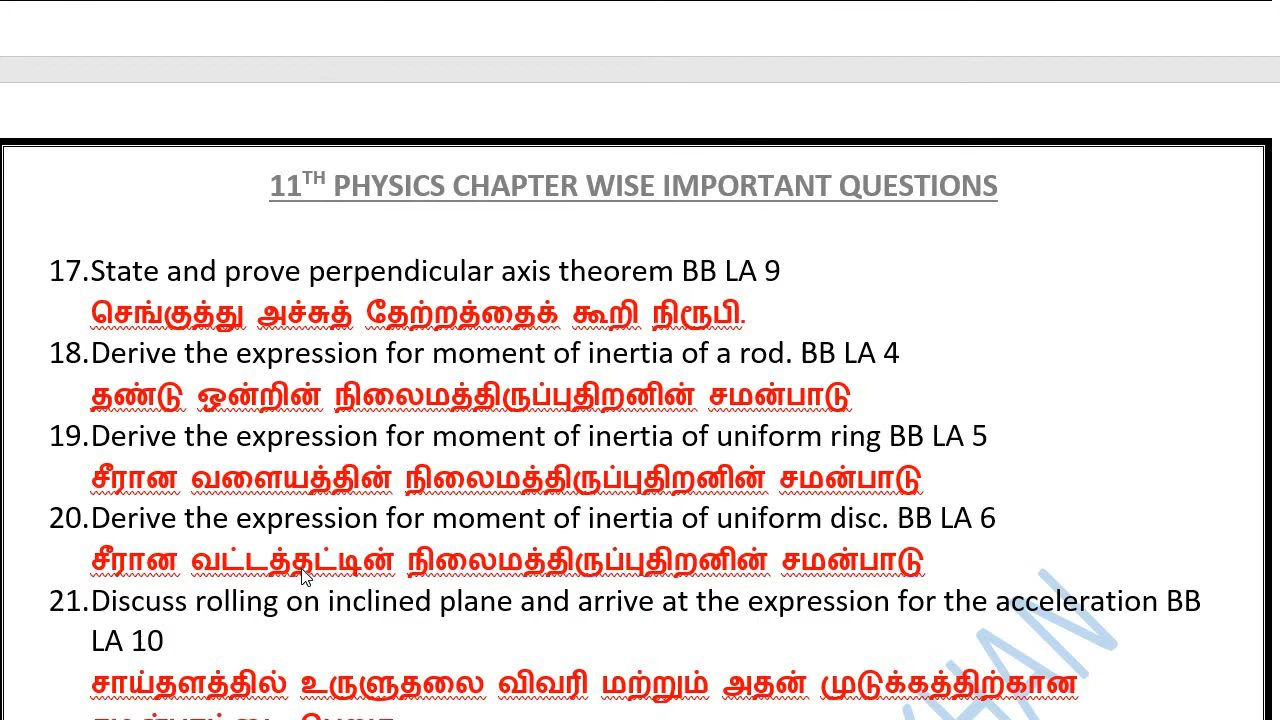 11TH PHYSICS CHAPTER WISE IMPORTANT QUESTIONS
17.State and prove perpendicular axis theorem BB LA 9
செங்குத்து அச்சுத் தேற்றத்தைக் கூறி நிரூபி.
18.Derive the expression for moment of inertia of a rod. BB LA 4
தண்டு ஒன்றின் நிலைமத்திருப்புதிறனின் சமன்பாடு
19.Derive the expression for moment of inertia of uniform ring BB LA 5
சீரான வளையத்தின் நிலைமத்திருப்புதிறனின் சமன்பாடு
20.Derive the expression for moment of inertia of uniform disc. BB LA 6
சீரான வட்டத்தட்டின் நிலைமத்திருப்புதிறனின் சமன்பாடு
21.Discuss rolling on inclined plane and arrive at the expression for the acceleration BB
LA 10
சாய்தளத்தில் உருளுதலை விவரி மற்றும் அதன் முடுக்கத்திற்கான